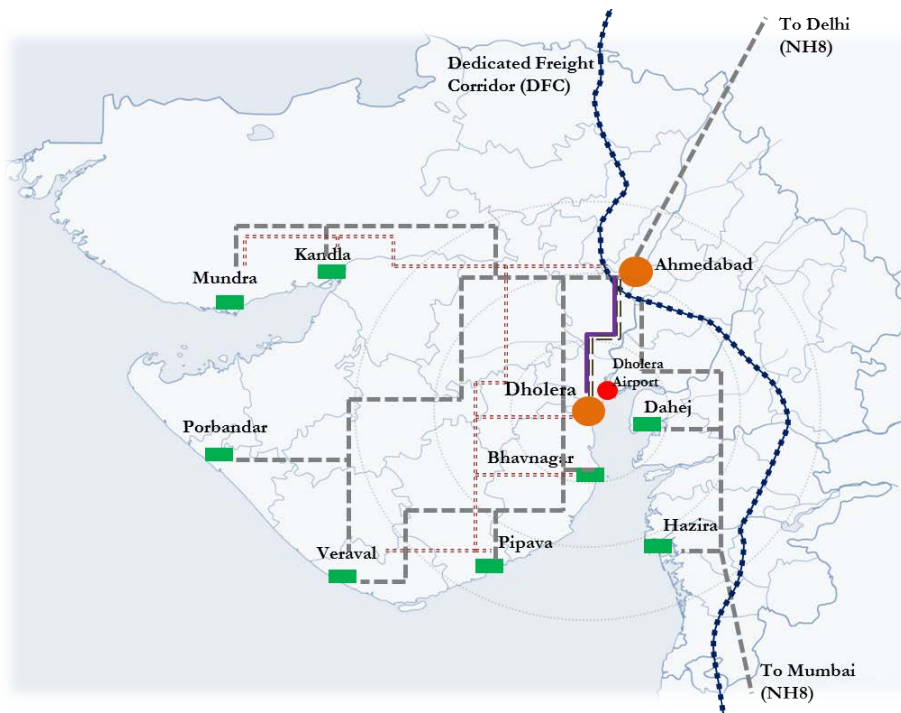 To Delhi
(NH8)
Dedicated Freight
Corridor (DFC)
Ahmedabad
Kandla
Mundra
Dholera
Airport
Dholera
Dahej
Porbandar
Bhavnagar
Hazira
Pipava
Veraval
To Mumbai
(NH8)